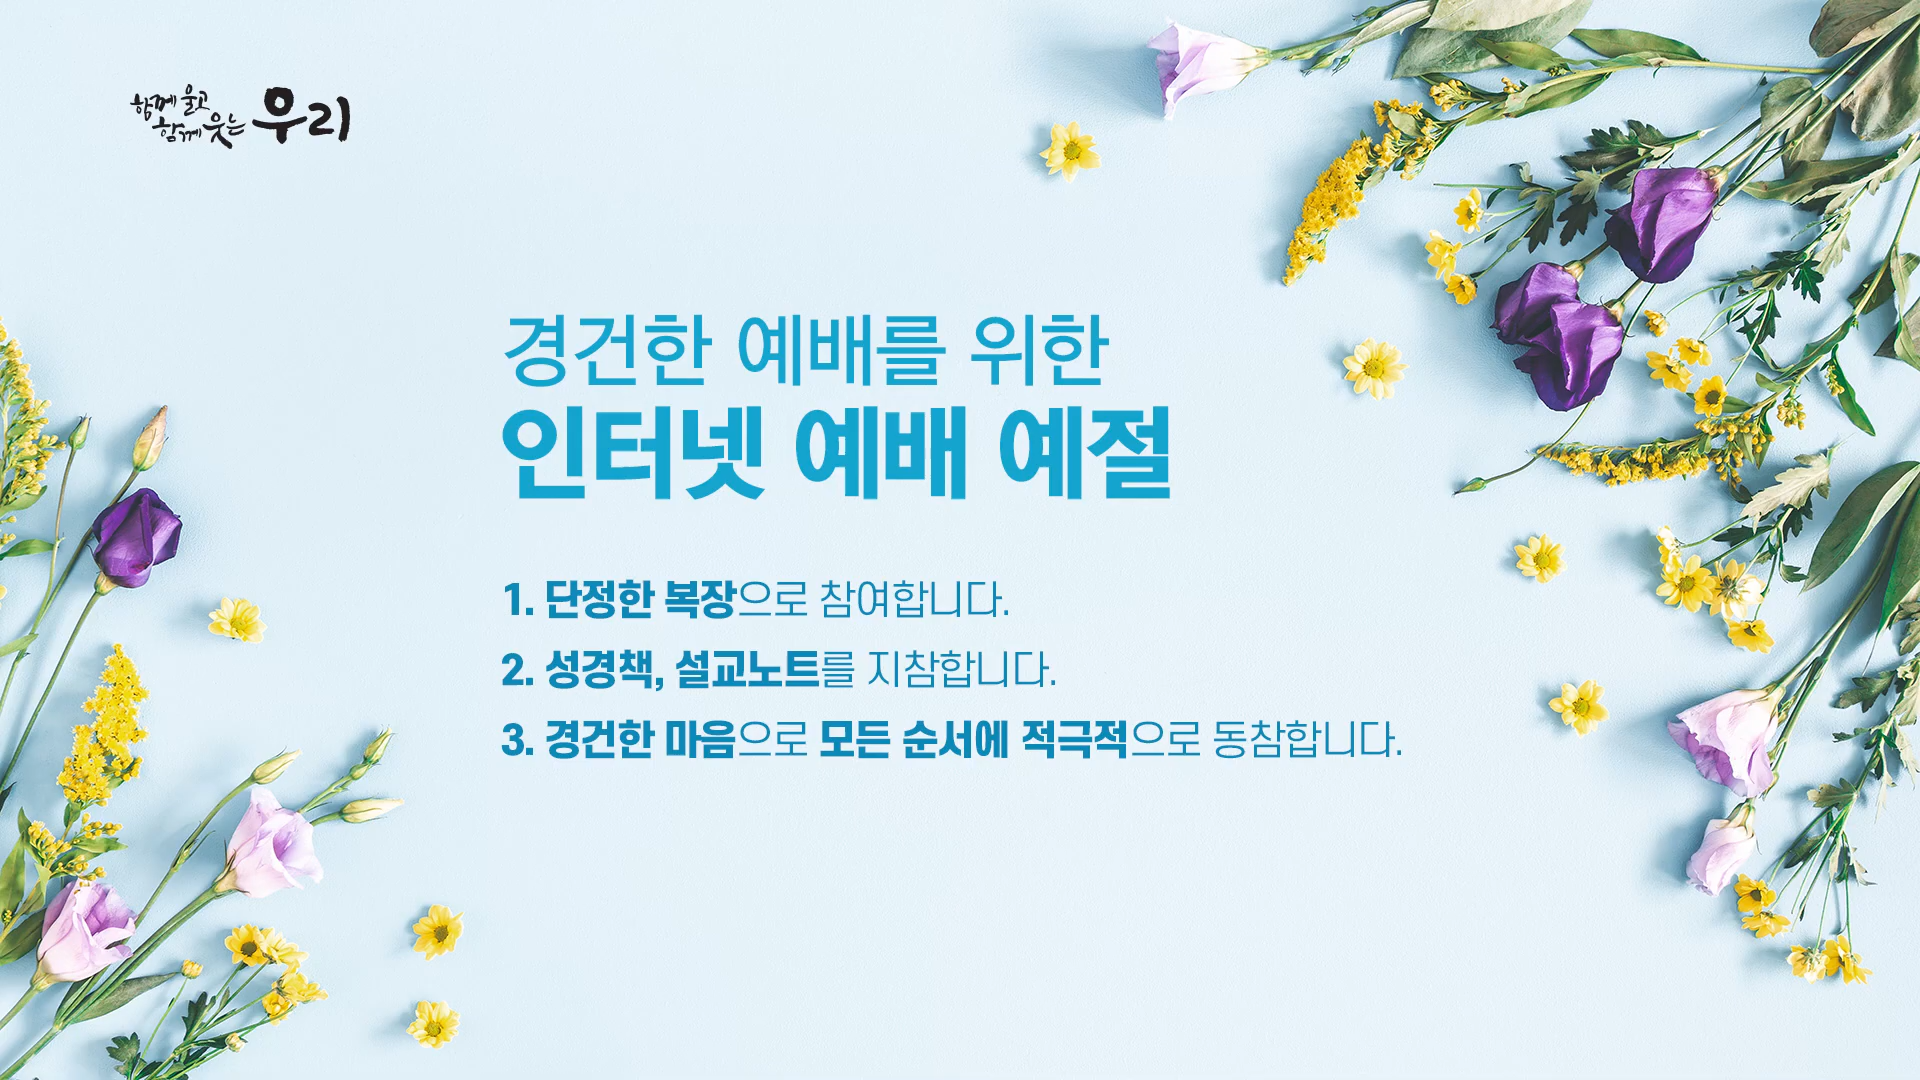 함께 울고
함께 웃는 우리
경건한 예배를 위한
인터넷 예배 예절
1. 단정한 복장으로 참여합니다.
2. 성경책, 설교노트를 지참합니다.
3. 경건한 마음으로 모든 순서에 적극적으로 동참합니다.